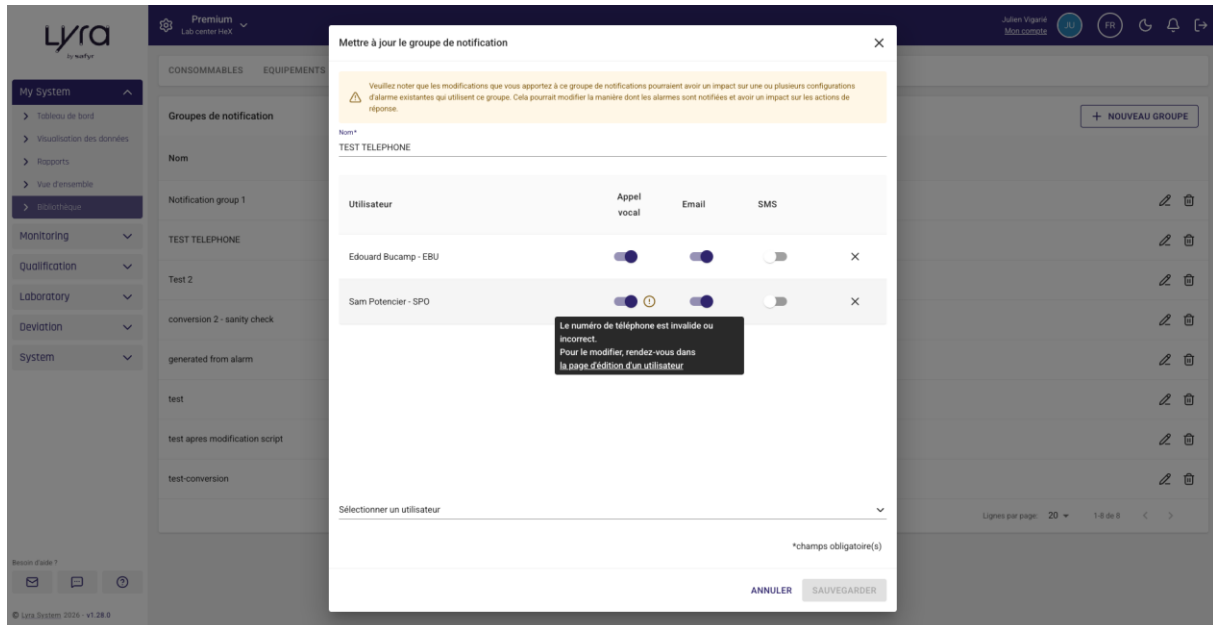 Lyra
by surfyr
Premium
Lab center HeX
Julien Vigarié
Mon compte
JU
FR
My System
Tableau de bord
Visualisation des données
Rapports
Vue d'ensemble
Bibliothèque
Monitoring
Qualification
Laboratory
Deviation
System
Besoin d'aide ?
© Lyra System 2026 - v1.28.0
CONSOMMABLES EQUIPEMENTS
Groupes de notification
+ NOUVEAU GROUPE
Nom
Notification group 1
TEST TELEPHONE
Test 2
conversion 2 - sanity check
generated from alarm
test
test apres modification script
test-conversion
Lignes par page: 20 1-8 de 8
Mettre à jour le groupe de notification
Veuillez noter que les modifications que vous apportez à ce groupe de notifications pourraient avoir un impact sur une ou plusieurs configurations
d'alarme existantes qui utilisent ce groupe. Cela pourrait modifier la manière dont les alarmes sont notifiées et avoir un impact sur les actions de
réponse.
Nom*
TEST TELEPHONE
Utilisateur Appel vocal Email SMS
Edouard Bucamp - EBU
Sam Potencier - SPO
Le numéro de téléphone est invalide ou
incorrect.
Pour le modifier, rendez-vous dans
la page d'édition d'un utilisateur
Sélectionner un utilisateur
*champs obligatoire(s)
ANNULER SAUVEGARDER